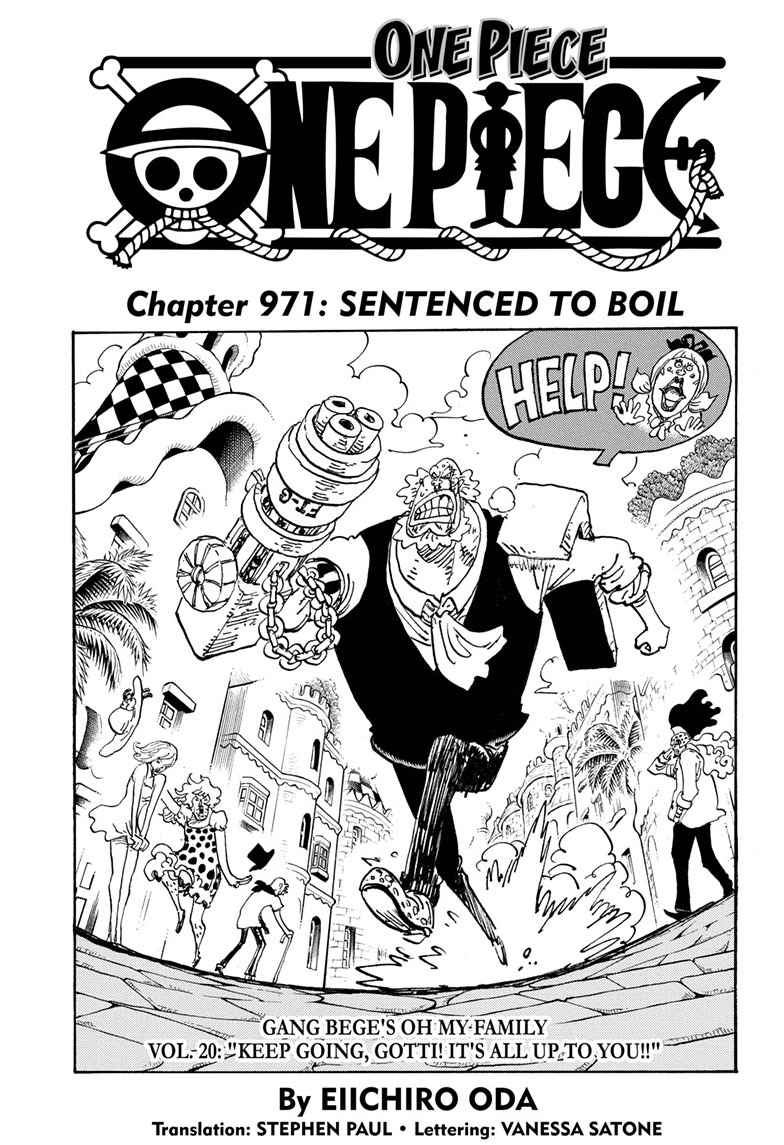 ONE PIECE
ONE PIECE
Chapter 971: SENTENCED TO BOIL
HELP!
GANG BEGE'S OH MY FAMILY
VOL. 20: "KEEP GOING, GOTTI! IT'S ALL UP TO YOU!!"
By EIICHIRO ODA
Translation: STEPHEN PAUL • Lettering: VANESSA SATONE